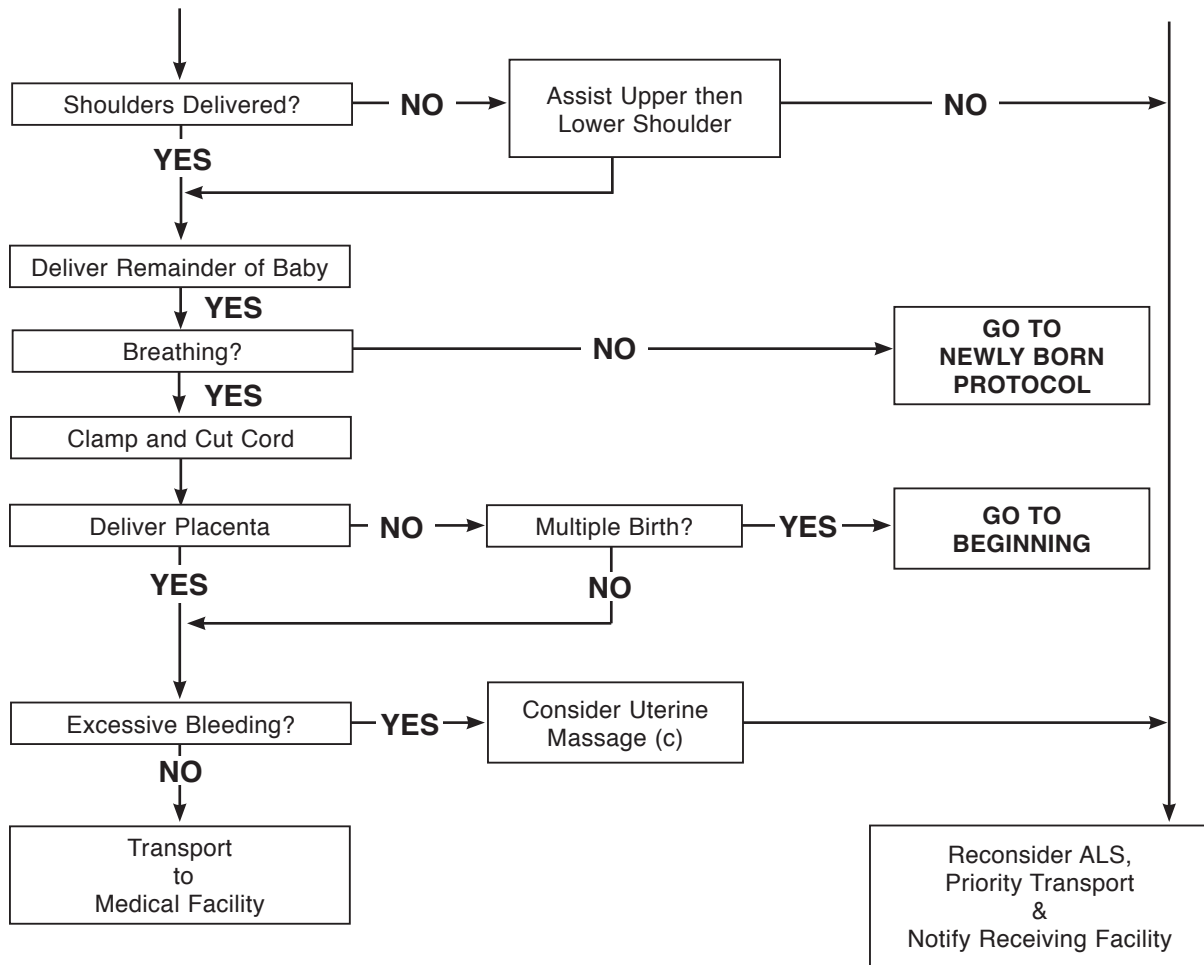 Shoulders Delivered?
NO
Assist Upper then
Lower Shoulder
NO
YES
Deliver Remainder of Baby
YES
Breathing?
NO
GO TO
NEWLY BORN
PROTOCOL
YES
Clamp and Cut Cord
Deliver Placenta
NO
Multiple Birth?
YES
GO TO
BEGINNING
YES
NO
Excessive Bleeding?
YES
Consider Uterine
Massage (c)
NO
Transport
to
Medical Facility
Reconsider ALS,
Priority Transport
&
Notify Receiving Facility